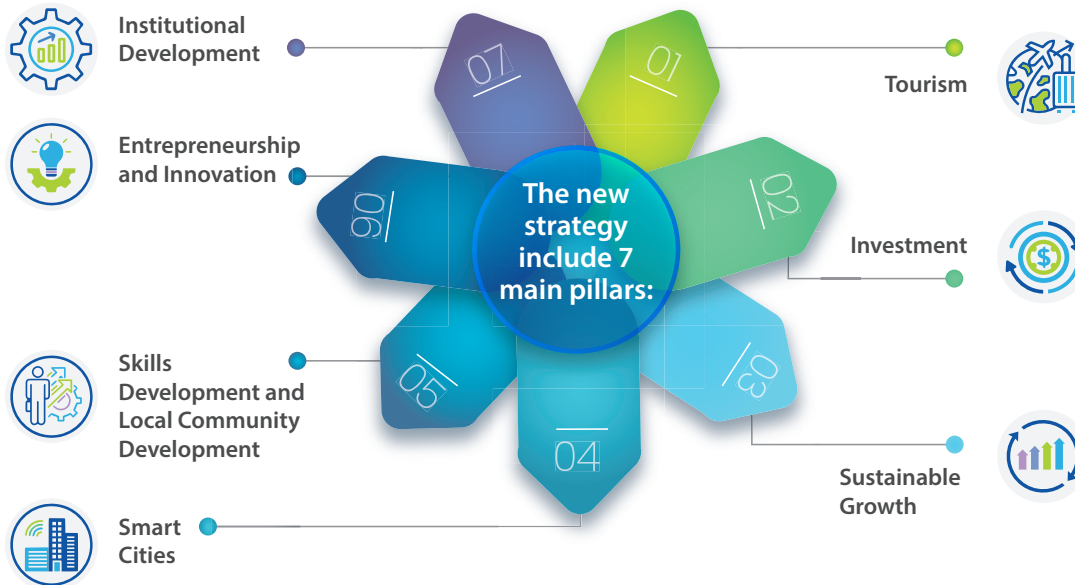 The new
strategy
include 7
main pillars:
01
Tourism
02
Investment
$
03
Sustainable
Growth
04
Smart
Cities
05
Skills
Development and
Local Community
Development
06
Entrepreneurship
and Innovation
07
Institutional
Development